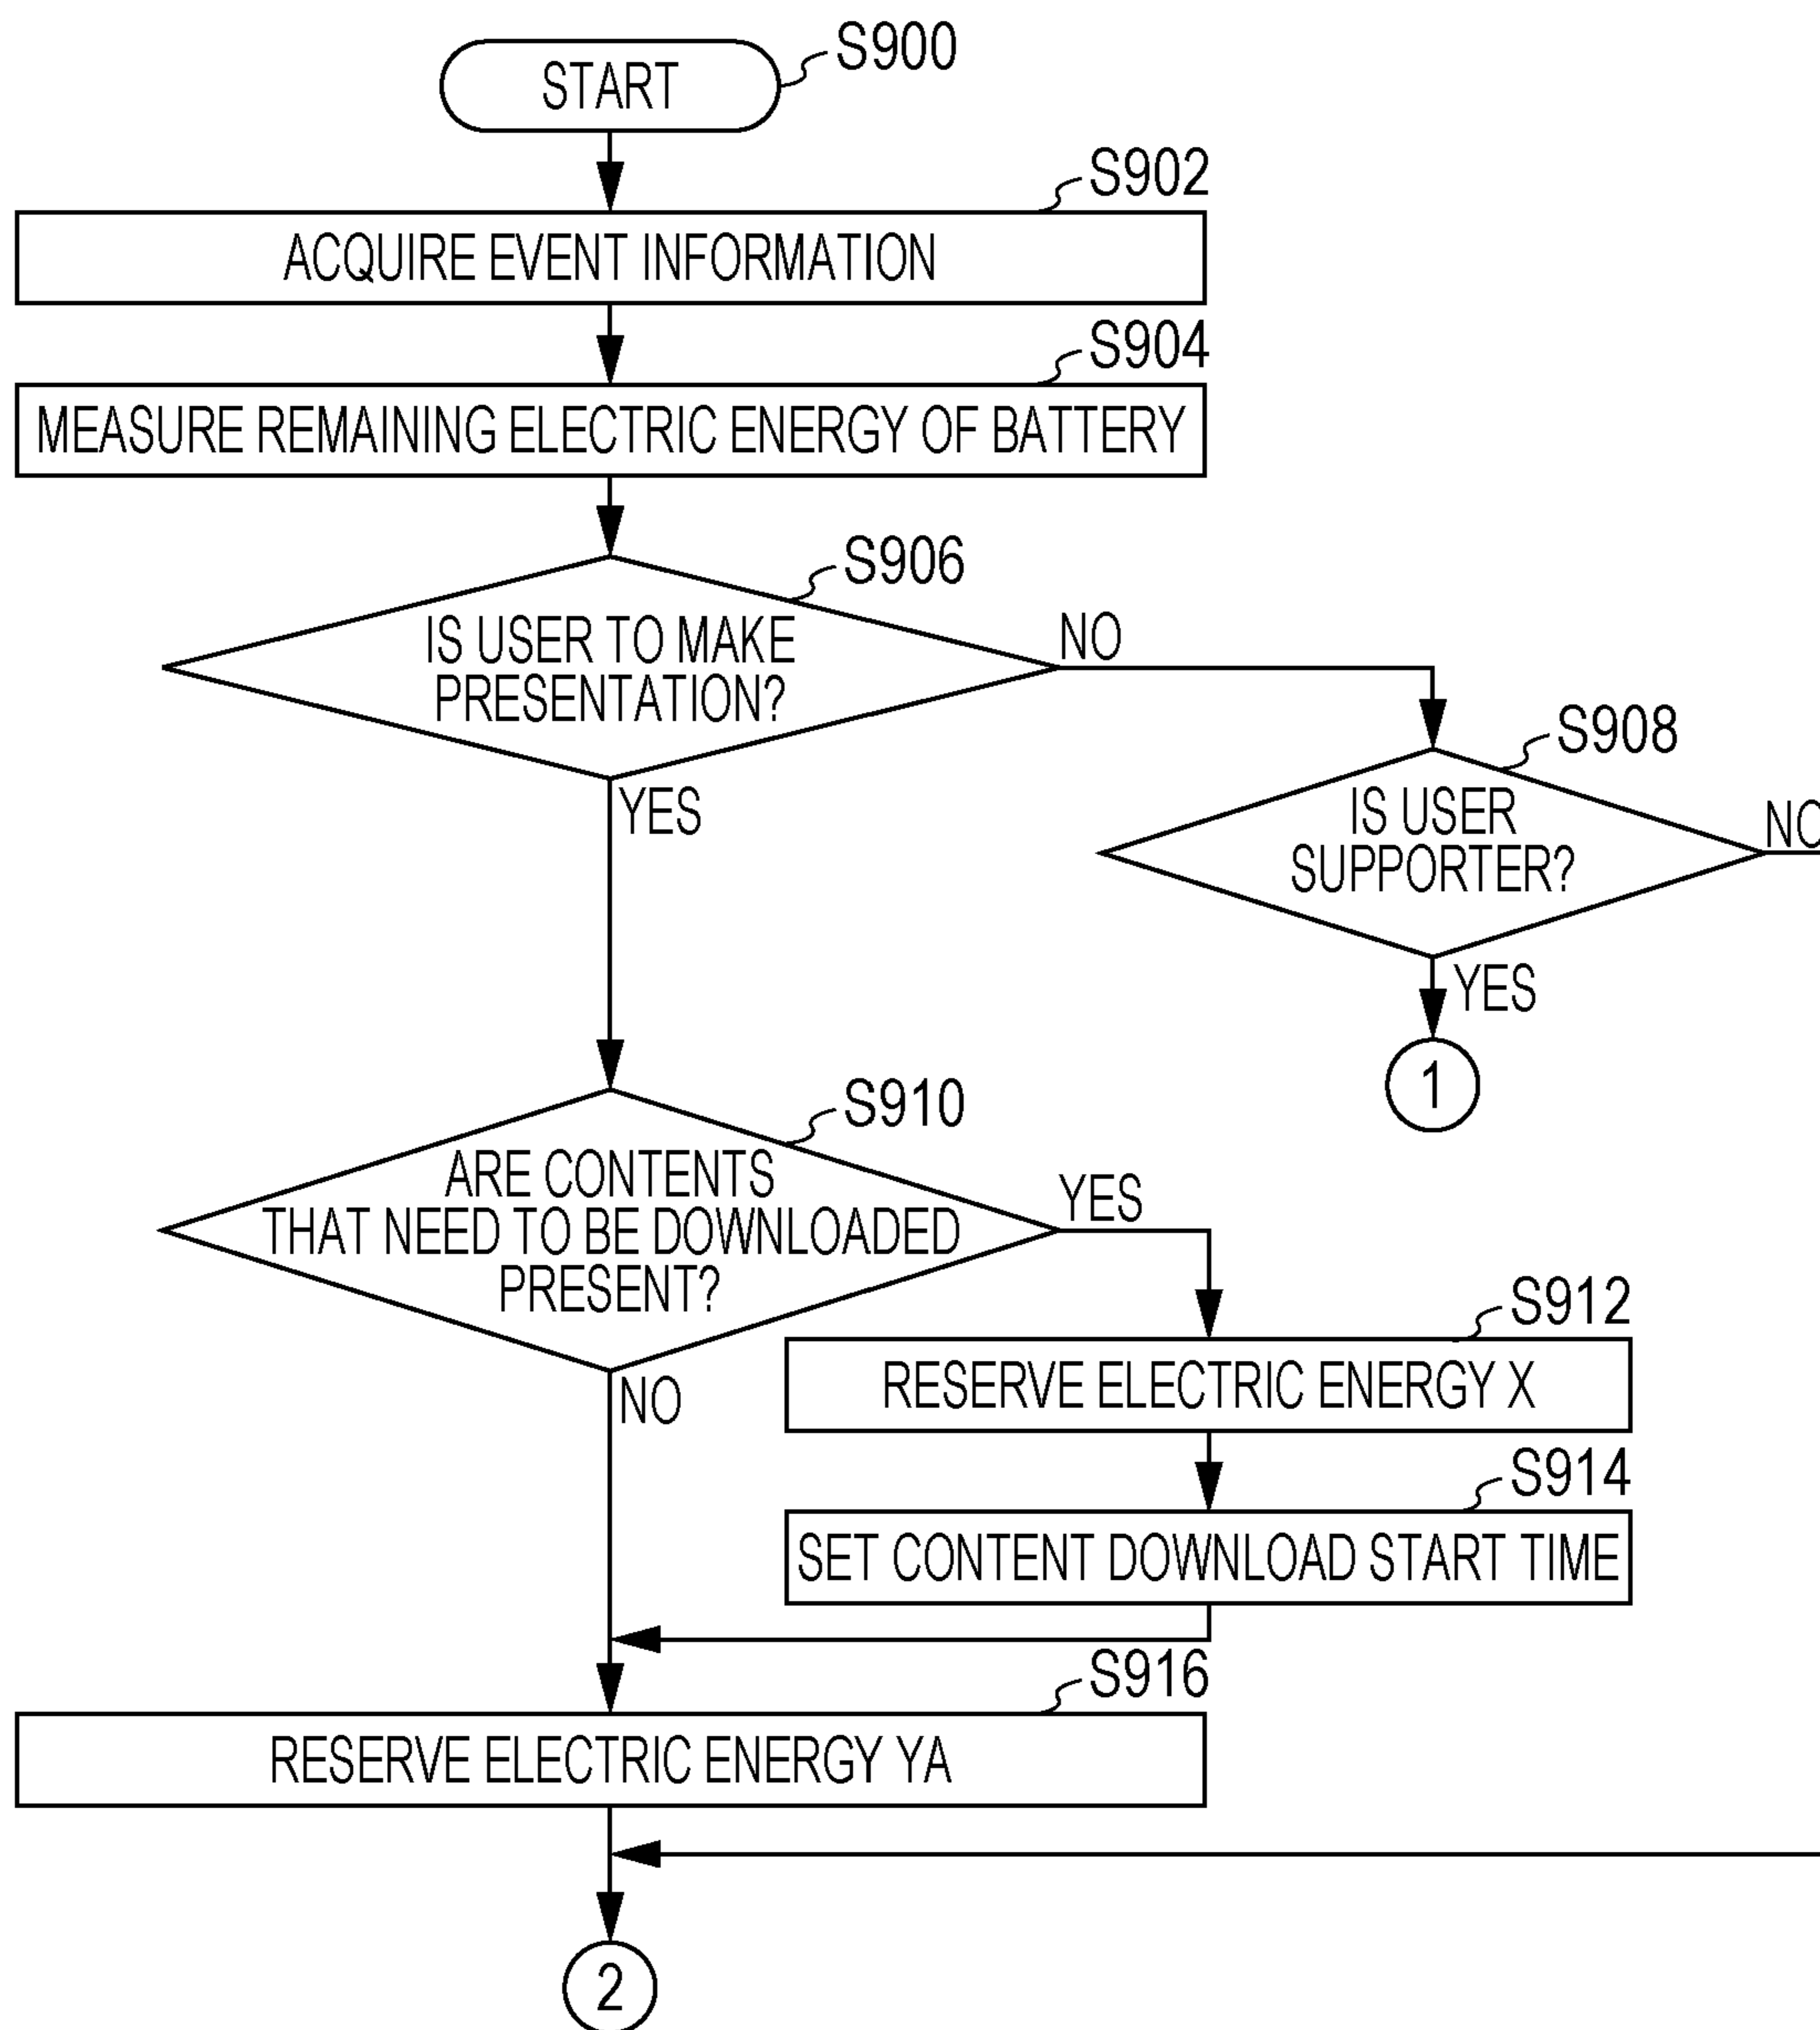 START
S900
S902
ACQUIRE EVENT INFORMATION
S904
MEASURE REMAINING ELECTRIC ENERGY OF BATTERY
S906
IS USER TO MAKE
PRESENTATION?
NO
YES
S908
IS USER
SUPPORTER?
NO
YES
1
S910
ARE CONTENTS
THAT NEED TO BE DOWNLOADED
PRESENT?
YES
NO
S912
RESERVE ELECTRIC ENERGY X
S914
SET CONTENT DOWNLOAD START TIME
S916
RESERVE ELECTRIC ENERGY YA
2